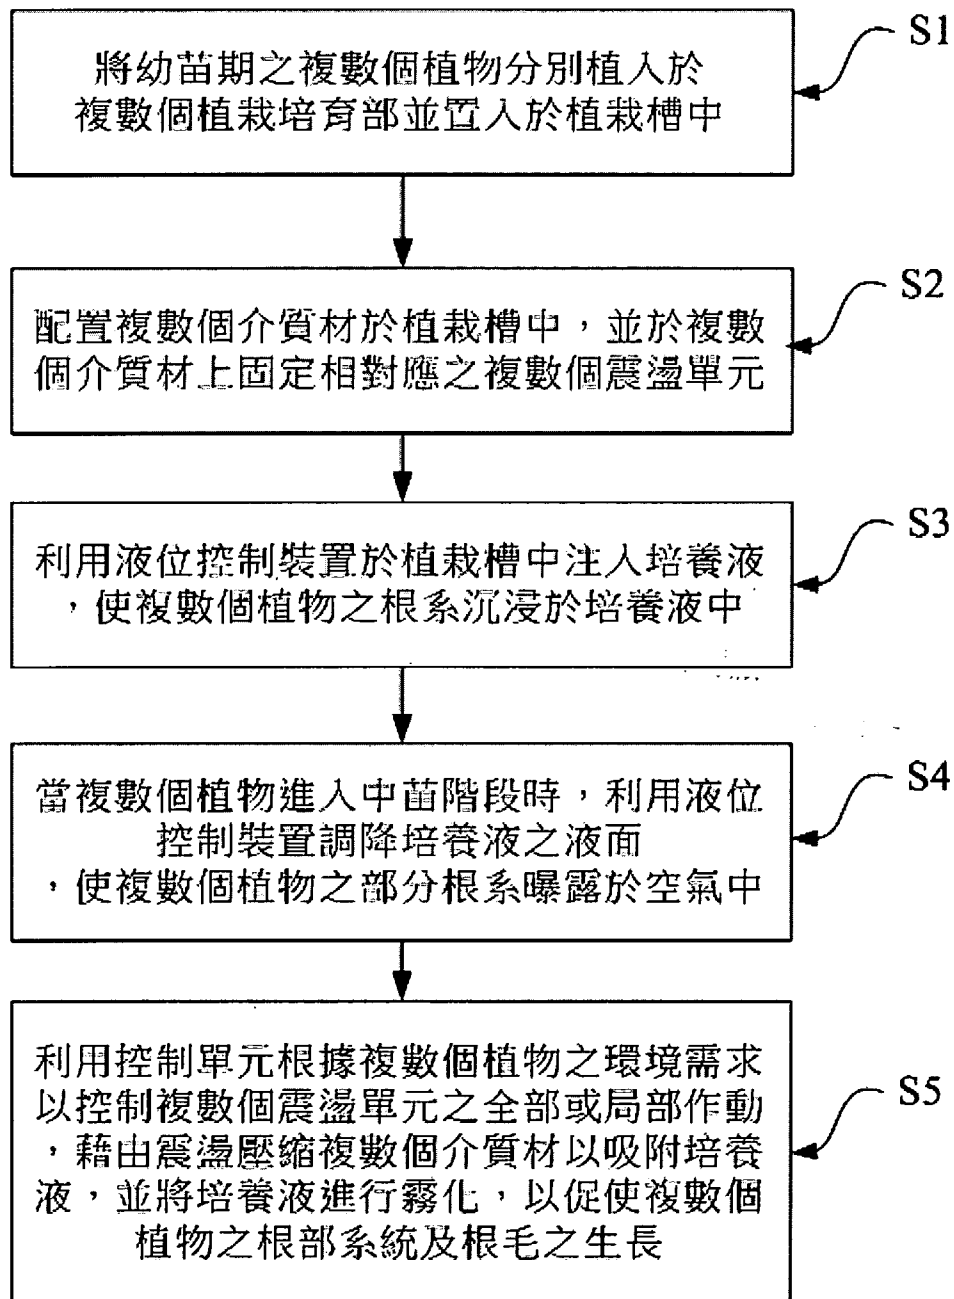 S1
將幼苗期之複數個植物分別植入於
複數個植栽培育部並置入於植栽槽中
S2
配置複數個介質材於植栽槽中，並於複數
個介質材上固定相對應之複數個震盪單元
S3
利用液位控制裝置於植栽槽中注入培養液
，使複數個植物之根系沉浸於培養液中
S4
當複數個植物進入中苗階段時，利用液位
控制裝置調降培養液之液面
，使複數個植物之部分根系曝露於空氣中
S5
利用控制單元根據複數個植物之環境需求
以控制複數個震盪單元之全部或局部作動
，藉由震盪壓縮複數個介質材以吸附培養
液，並將培養液進行霧化，以促使複數個
植物之根部系統及根毛之生長